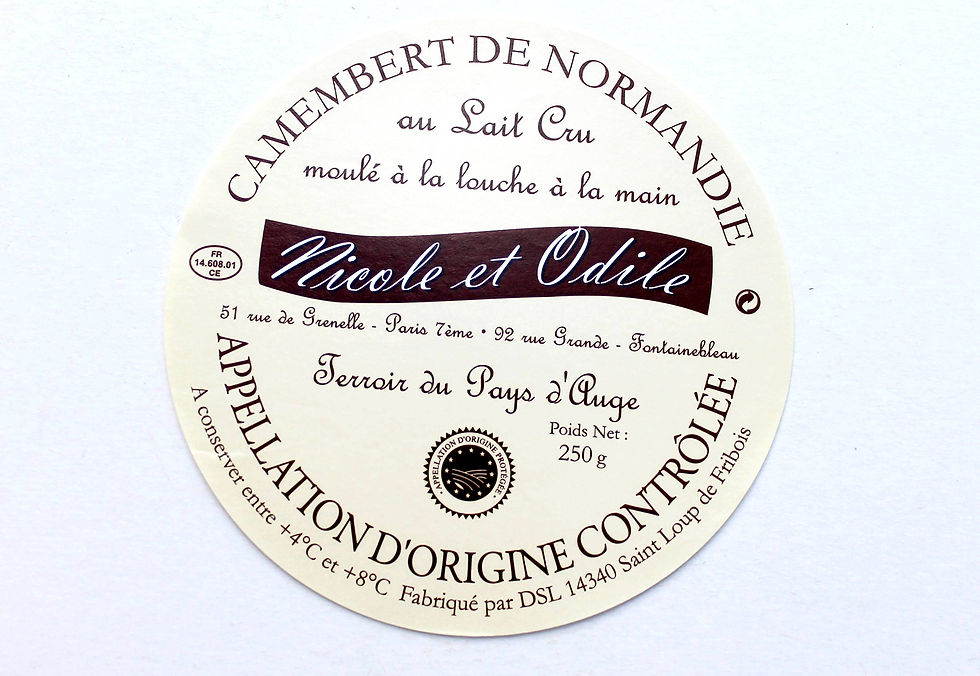 CAMEMBERT DE NORMANDIE
au Lait Cru
moulé à la louche à la main
Nicole et Odile
FR
14.608.01
CE
51 rue de Grenelle - Paris 7ème • 92 rue Grande - Fontainebleau
Terroir du Pays d'Auge
Poids Net :
250 g
APPELLATION D'ORIGINE PROTÉGÉE
APPELLATION D'ORIGINE CONTRÔLÉE
A conserver entre +4°C et +8°C Fabriqué par DSL 14340 Saint Loup de Fribois